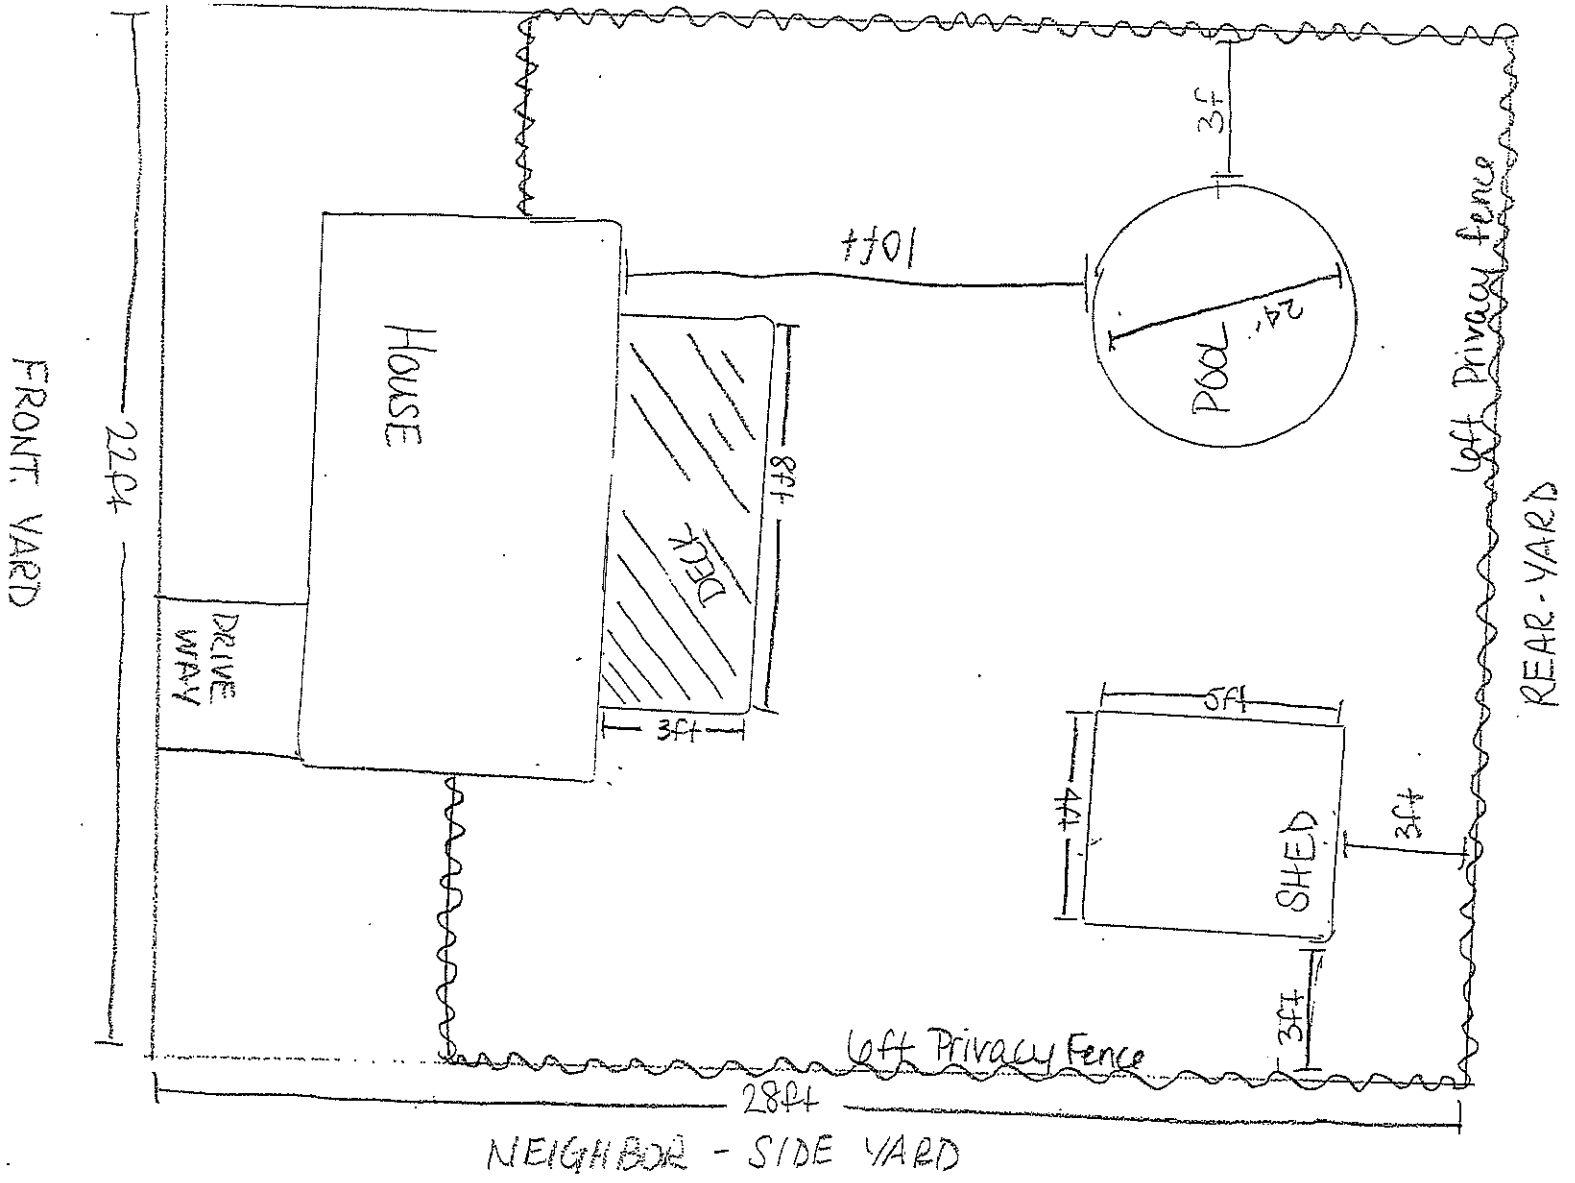 FRONT. YARD
22ft
HOUSE
DRIVE
WAY
DECK
8ft
3ft
10ft
3f
24'
POOL
6ft Privacy fence
REAR-YARD
5ft
4ft
SHED
3ft
3ft
6ft Privacy Fence
28ft
NEIGHBOR - SIDE YARD